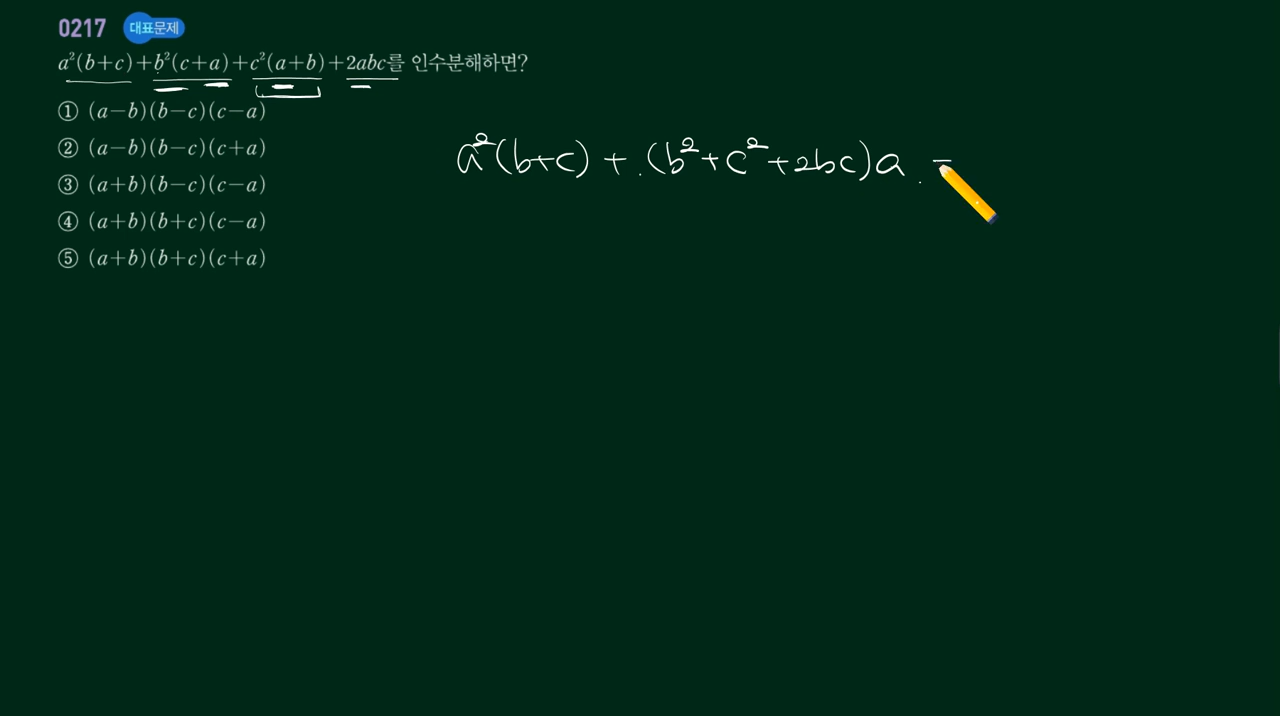 0217 대표문제
a²(b+c)+b²(c+a)+c²(a+b)+2abc를 인수분해하면?
① (a-b)(b-c)(c-a)
② (a-b)(b-c)(c+a)
③ (a+b)(b-c)(c-a)
④ (a+b)(b+c)(c-a)
⑤ (a+b)(b+c)(c+a)
a²(b+c) + (b²+c²+2bc)a